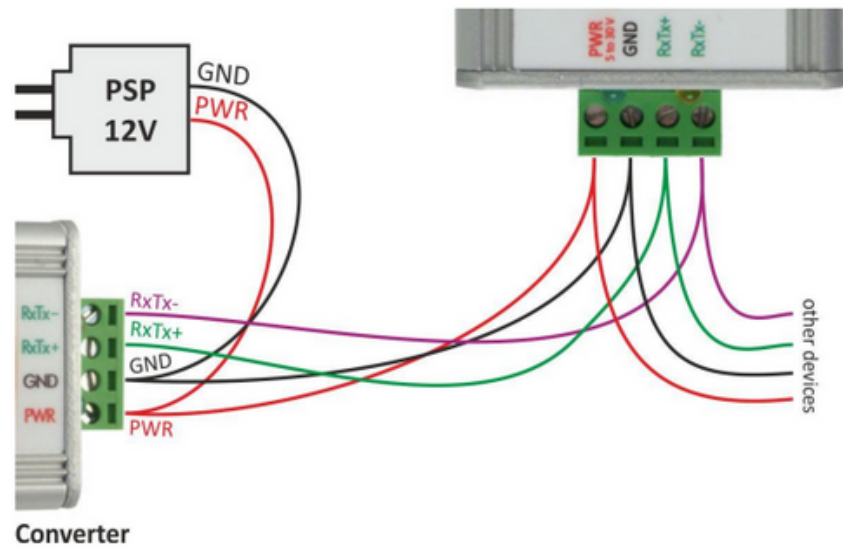 PSP
12V
GND
PWR
PWR
5 to 30 V
GND
RxTx+
RxTx-
RxTx-
RxTx+
GND
PWR
RxTx-
RxTx+
GND
PWR
other devices
Converter